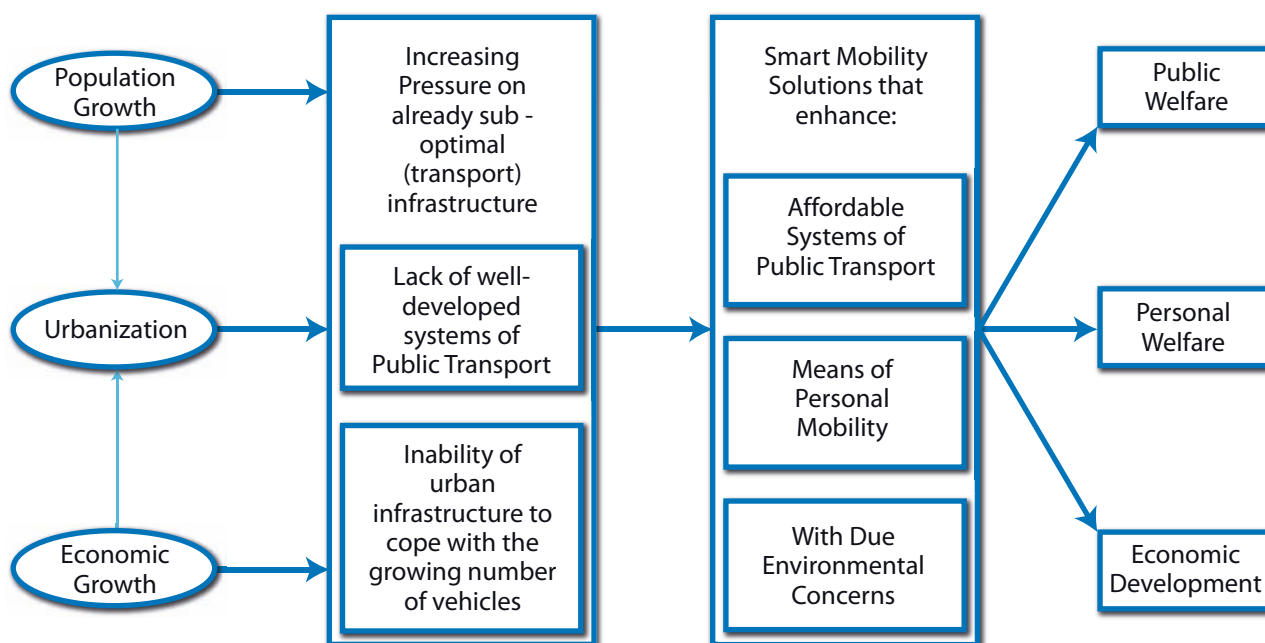 Population
Growth
Urbanization
Economic
Growth
Increasing
Pressure on
already sub -
optimal
(transport)
infrastructure
Lack of well-
developed
systems of
Public Transport
Inability of
urban
infrastructure to
cope with the
growing number
of vehicles
Smart Mobility
Solutions that
enhance:
Affordable
Systems of
Public Transport
Means of
Personal
Mobility
With Due
Environmental
Concerns
Public
Welfare
Personal
Welfare
Economic
Development